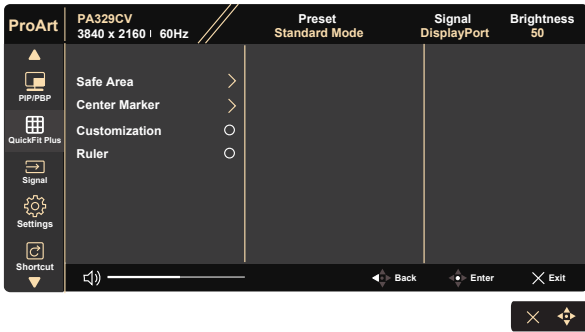 ProArt
PA329CV
3840 x 2160 60Hz
Preset
Standard Mode
Signal
DisplayPort
Brightness
50
PIP/PBP
QuickFit Plus
Signal
Settings
Shortcut
Safe Area
Center Marker
Customization
Ruler
Back
Enter
Exit